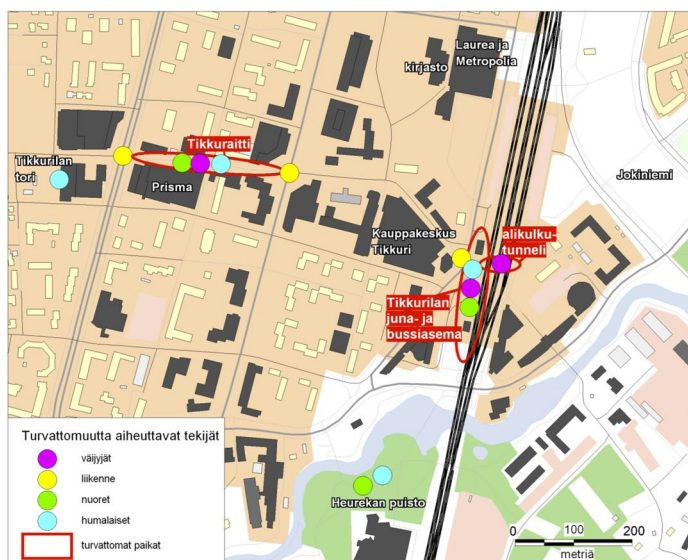 Laurea ja
Metropolia
kirjasto
Tikkuraitti
Tikkurilan
tori
Prisma
Jokiniemi
Kauppakeskus
Tikkuri
alikulku-
tunneli
Tikkurilan
juna- ja
bussiasema
Turvattomuutta aiheuttavat tekijät
väijyjät
liikenne
nuoret
humalaiset
turvattomat paikat
Heurekan puisto
0 100 200
metriä